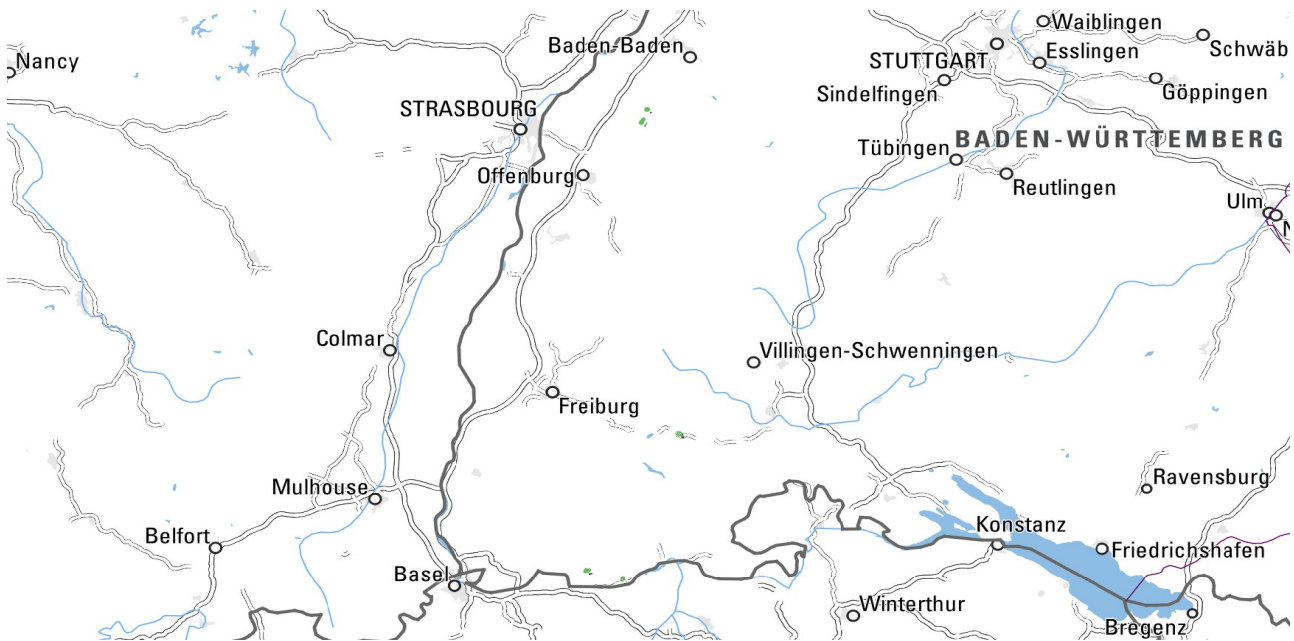 Waiblingen
Nancy
Baden-Baden
Schwäb
STUTTGART
Esslingen
Sindelfingen
Göppingen
STRASBOURG
BADEN-WÜRTTEMBERG
Tübingen
Offenburg
Reutlingen
Ulm
N
Colmar
Villingen-Schwenningen
Freiburg
Ravensburg
Mulhouse
Konstanz
Belfort
Friedrichshafen
Basel
Winterthur
Bregenz